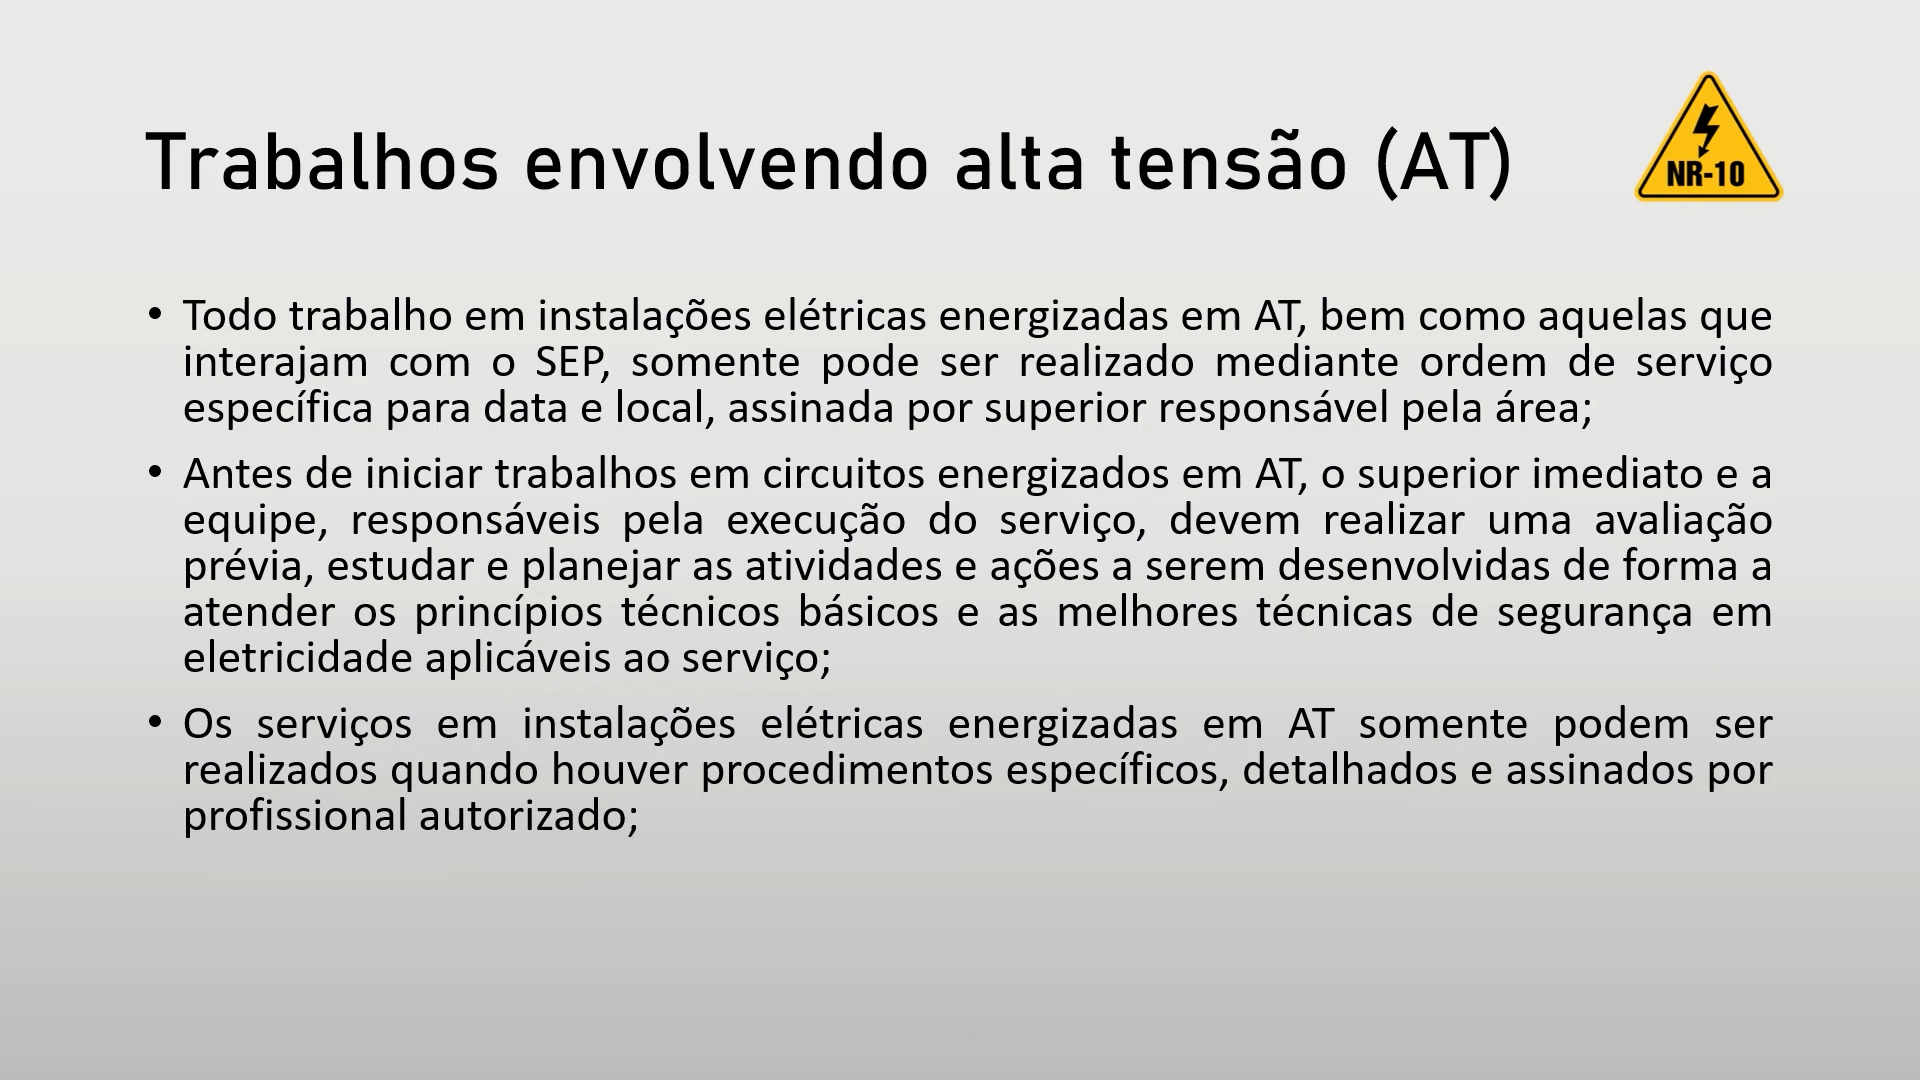 Trabalhos envolvendo alta tensão (AT)
NR-10
• Todo trabalho em instalações elétricas energizadas em AT, bem como aquelas que
interajam com o SEP, somente pode ser realizado mediante ordem de serviço
específica para data e local, assinada por superior responsável pela área;
• Antes de iniciar trabalhos em circuitos energizados em AT, o superior imediato e a
equipe, responsáveis pela execução do serviço, devem realizar uma avaliação
prévia, estudar e planejar as atividades e ações a serem desenvolvidas de forma a
atender os princípios técnicos básicos e as melhores técnicas de segurança em
eletricidade aplicáveis ao serviço;
• Os serviços em instalações elétricas energizadas em AT somente podem ser
realizados quando houver procedimentos específicos, detalhados e assinados por
profissional autorizado;